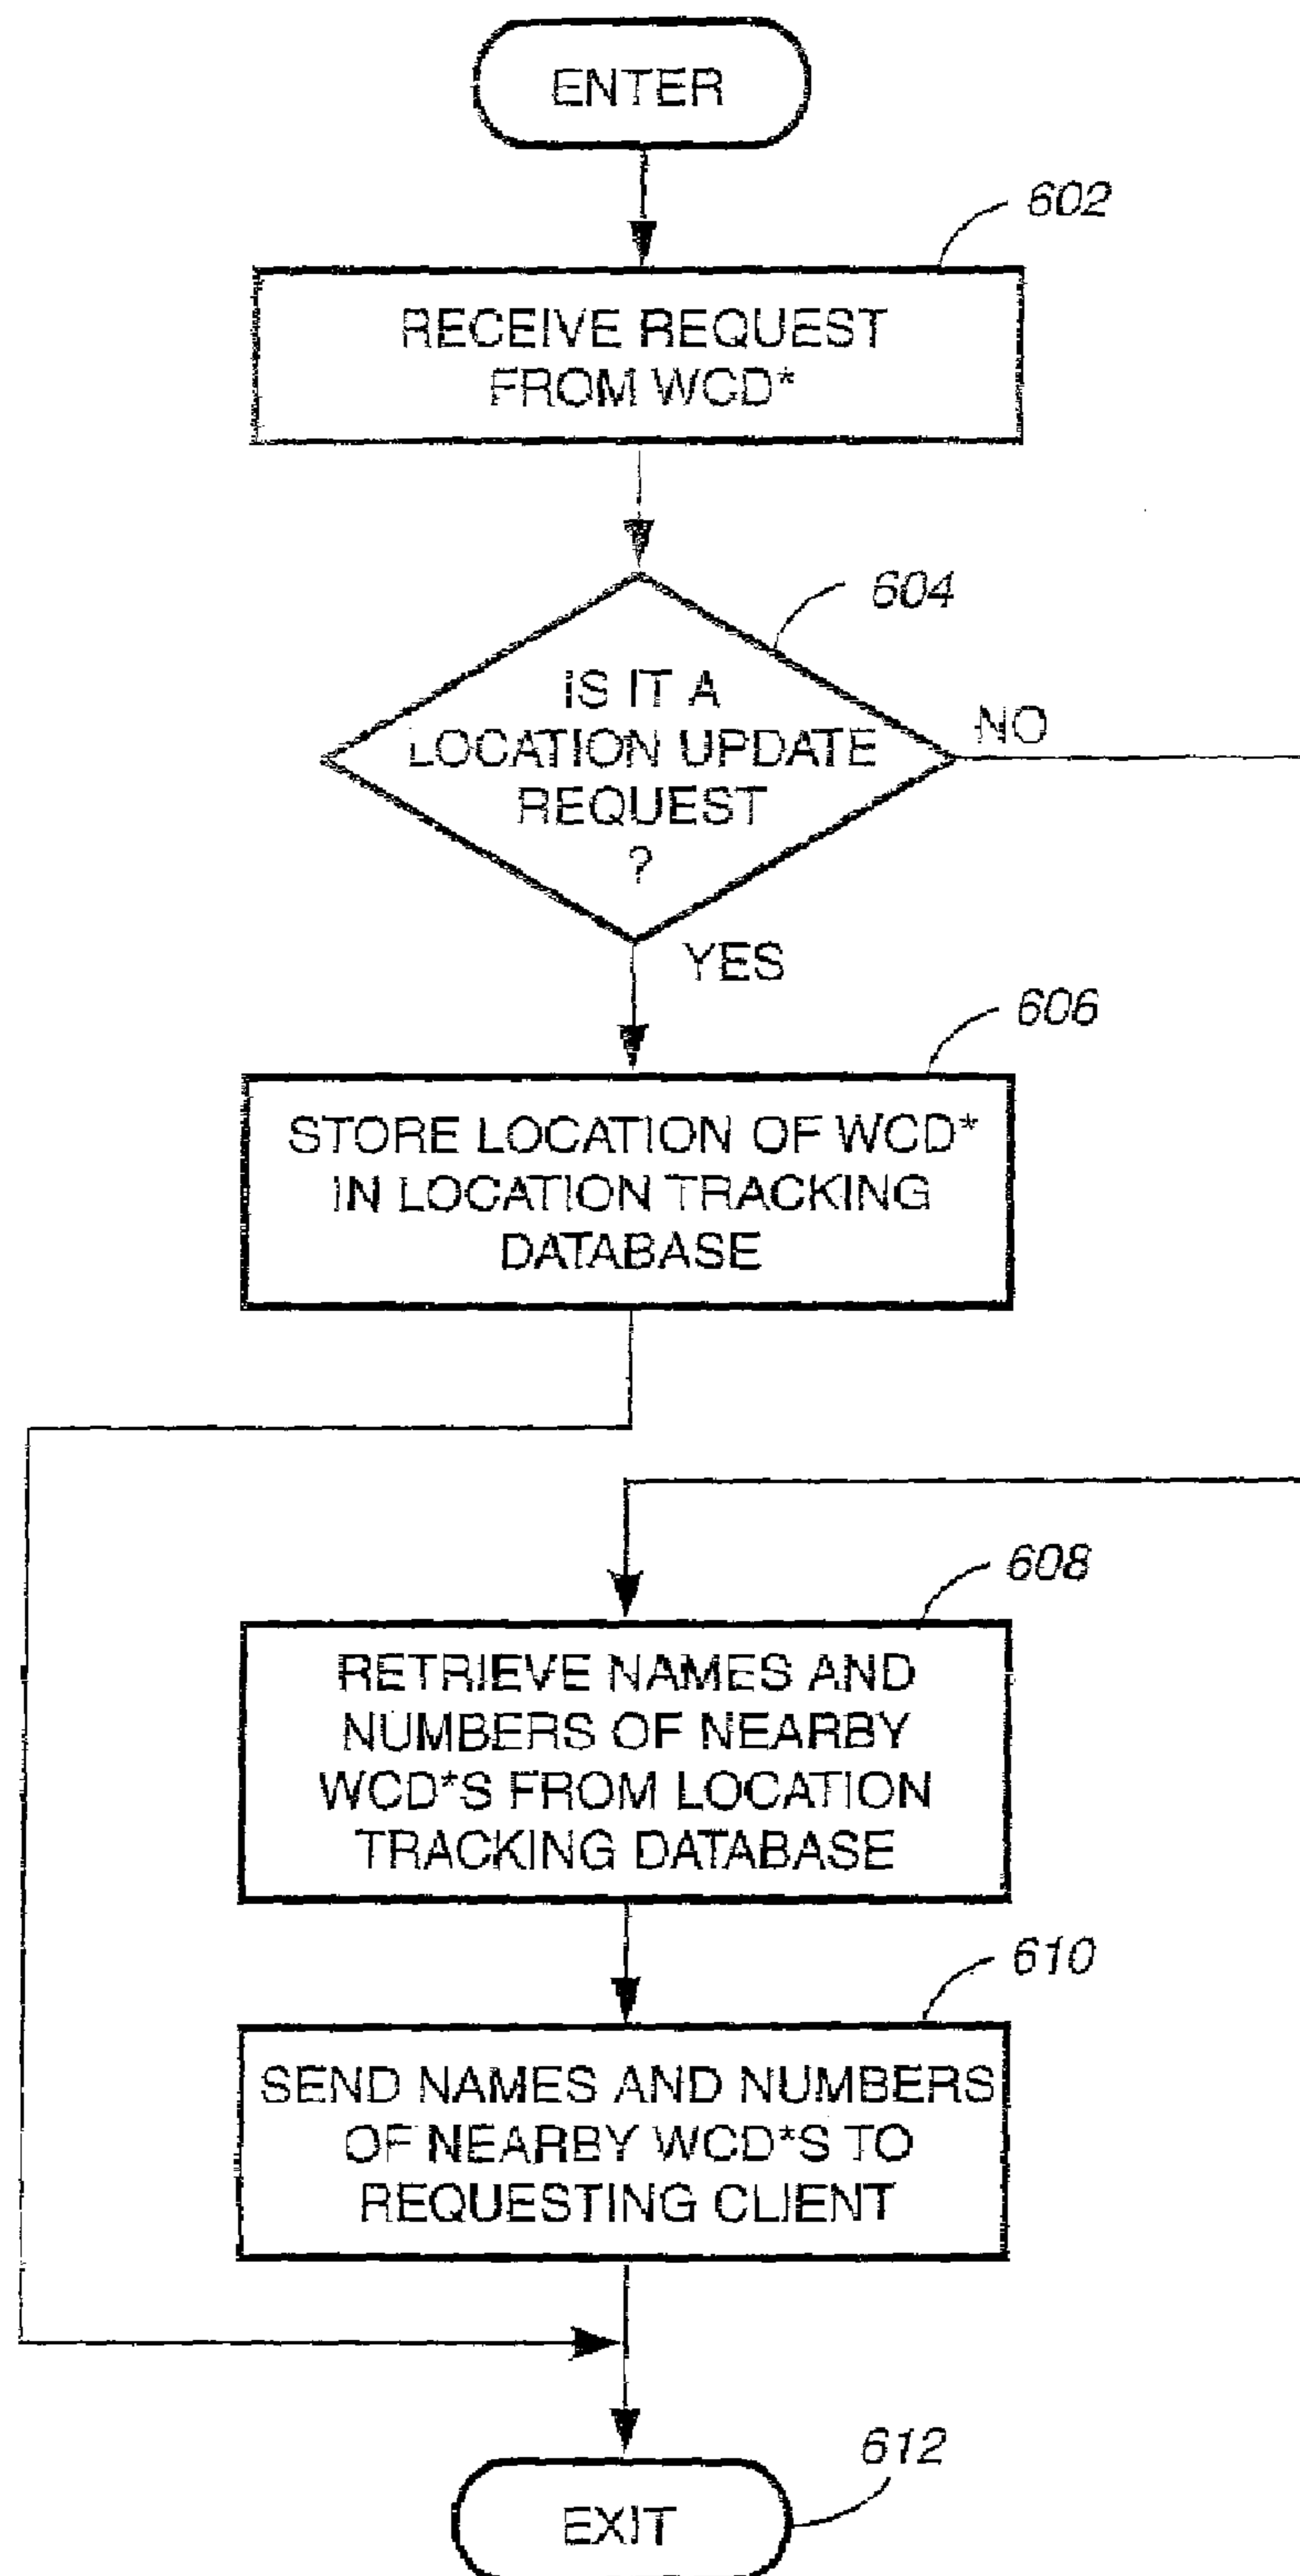 ENTER
602
RECEIVE REQUEST
FROM WCD*
604
IS IT A
LOCATION UPDATE
REQUEST
?
NO
YES
606
STORE LOCATION OF WCD*
IN LOCATION TRACKING
DATABASE
608
RETRIEVE NAMES AND
NUMBERS OF NEARBY
WCD*S FROM LOCATION
TRACKING DATABASE
610
SEND NAMES AND NUMBERS
OF NEARBY WCD*S TO
REQUESTING CLIENT
612
EXIT